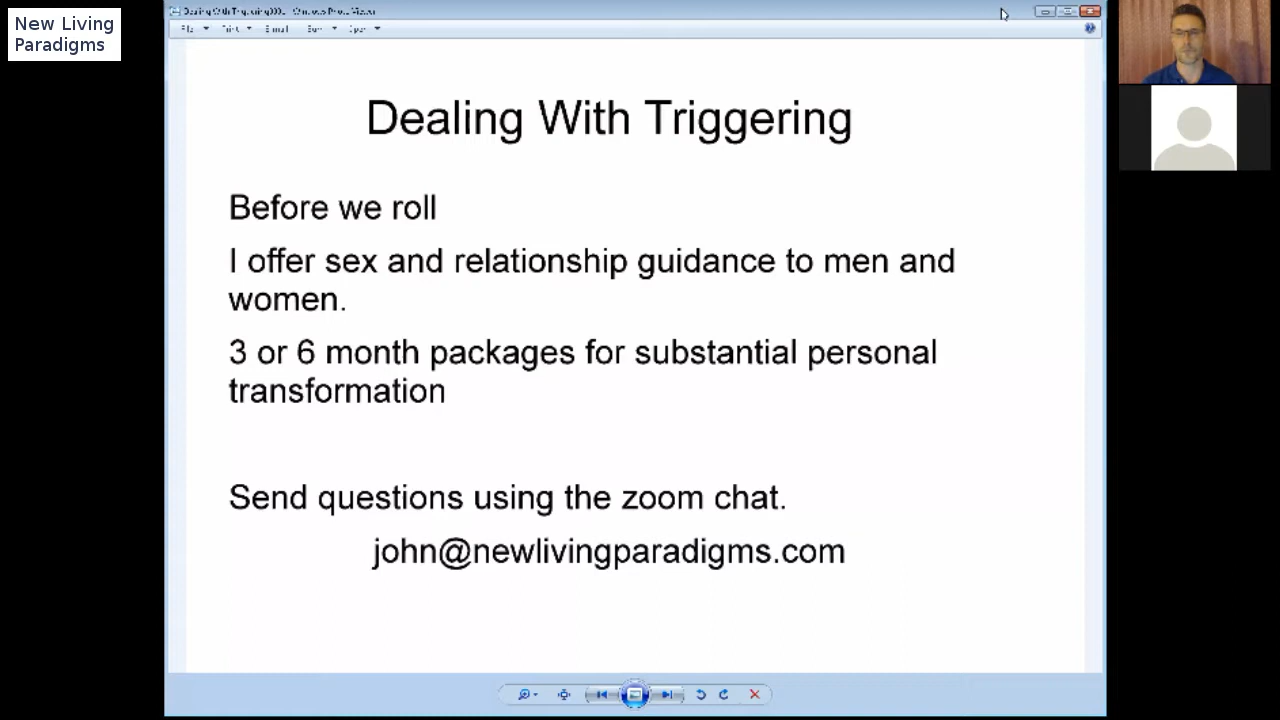 New Living
Paradigms
Dealing With Triggering
Before we roll
I offer sex and relationship guidance to men and
women.
3 or 6 month packages for substantial personal
transformation
Send questions using the zoom chat.
john@newlivingparadigms.com